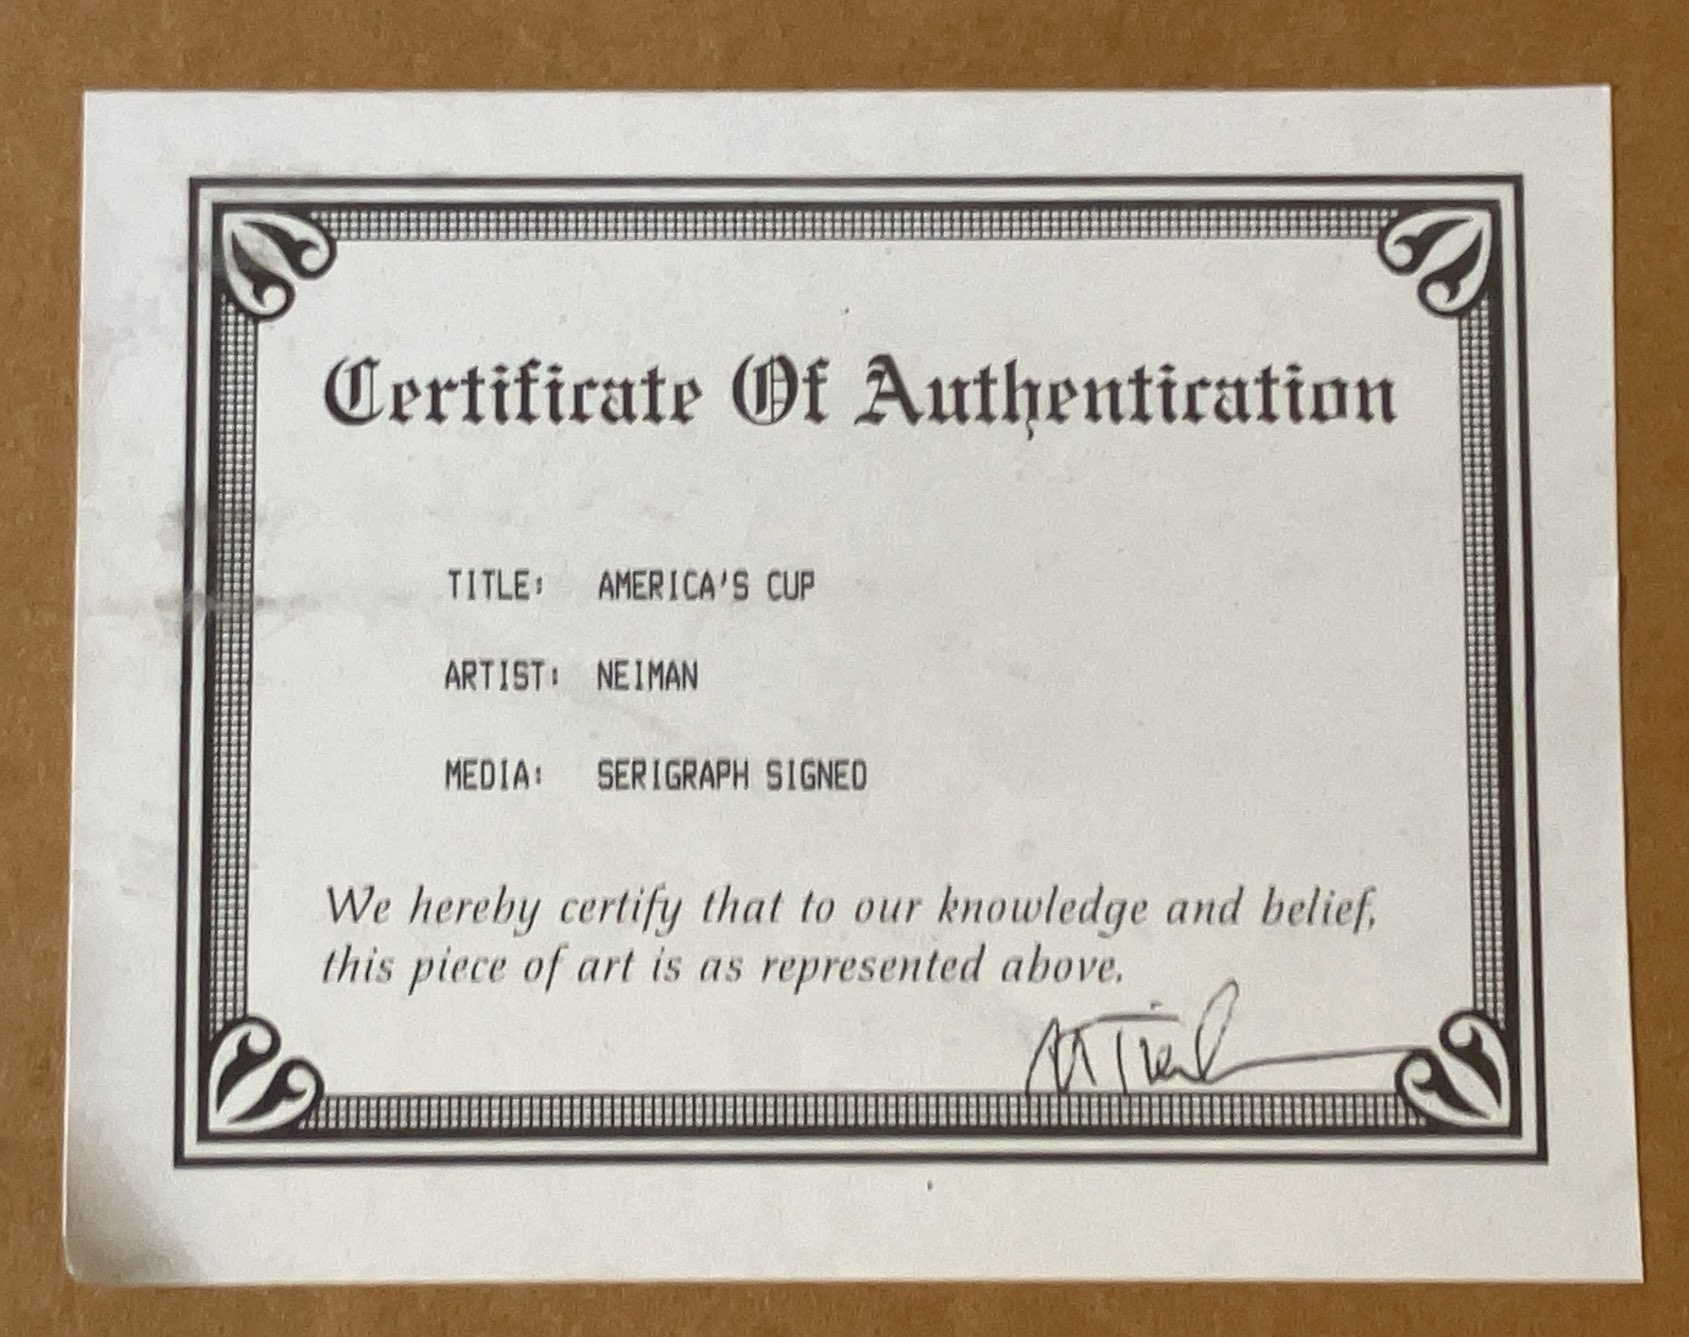 Certificate Of Authentication
TITLE: AMERICA'S CUP
ARTIST: NEIMAN
MEDIA: SERIGRAPH SIGNED
We hereby certify that to our knowledge and belief,
this piece of art is as represented above.